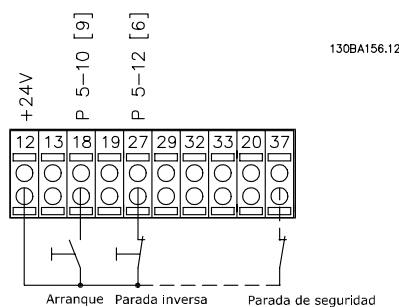 130BA156.12
+24V
P 5-10 [9]
P 5-12 [6]
12 13 18 19 27 29 32 33 20 37
Arranque Parada inversa Parada de seguridad